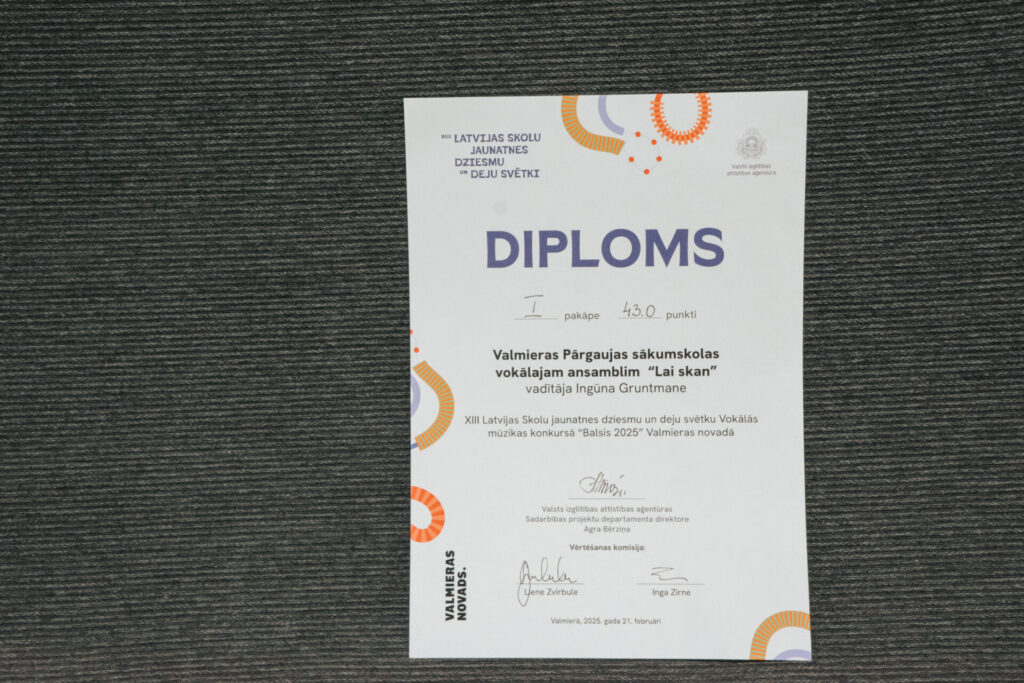 XIII LATVIJAS SKOLU
JAUNATNES
DZIESMU
UN DEJU SVĒTKI
Valsts izglītības
attīstības aģentūra
DIPLOMS
I pakāpe 43.0 punkti
Valmieras Pārgaujas sākumskolas
vokālajam ansamblim "Lai skan"
vadītāja Ingūna Gruntmane
XIII Latvijas Skolu jaunatnes dziesmu un deju svētku Vokālās
mūzikas konkursā "Balsis 2025" Valmieras novadā
Valsts izglītības attīstības aģentūras
Sadarbības projektu departamenta direktore
Agra Bērziņa
Vērtēšanas komisija:
Liene Zvirbule Inga Zirne
Valmierā, 2025. gada 21. februārī
VALMIERAS
NOVADS.